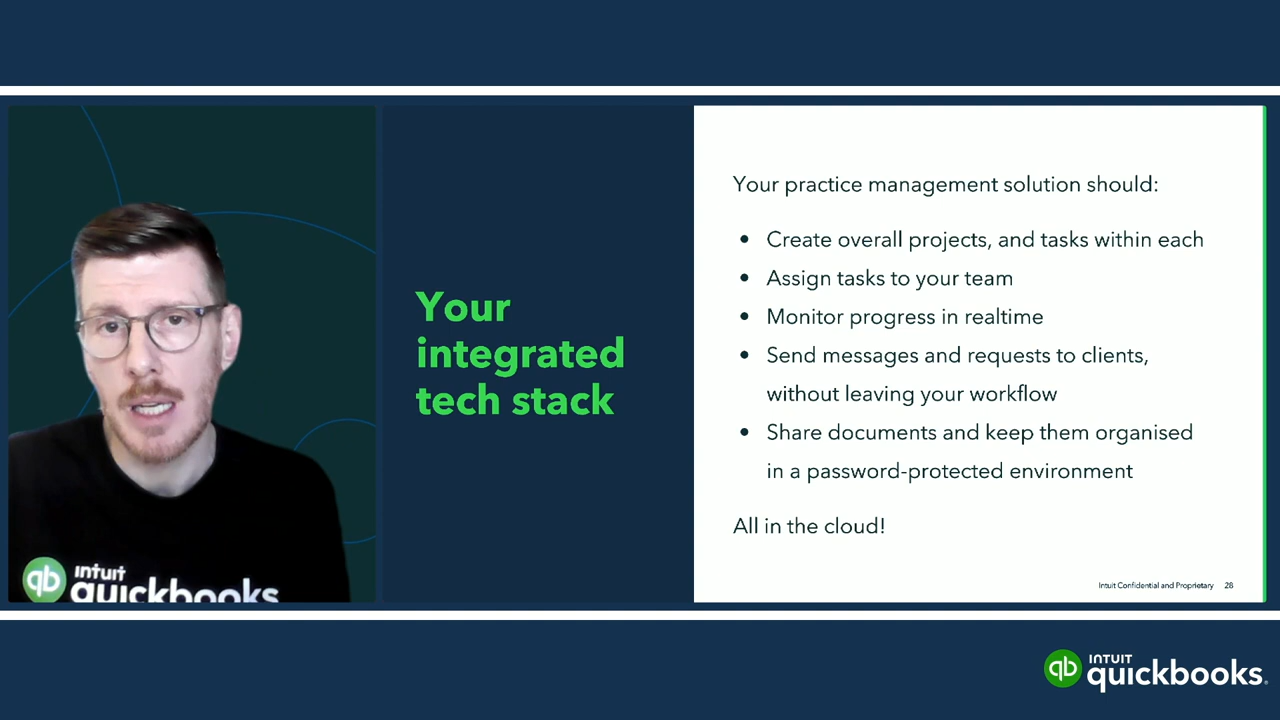 Your
integrated
tech stack
Your practice management solution should:
• Create overall projects, and tasks within each
• Assign tasks to your team
• Monitor progress in realtime
• Send messages and requests to clients,
without leaving your workflow
• Share documents and keep them organised
in a password-protected environment
All in the cloud!
Intuit Confidential and Proprietary 28
qb INTUIT
quickbooks
qb INTUIT
quickbooks.